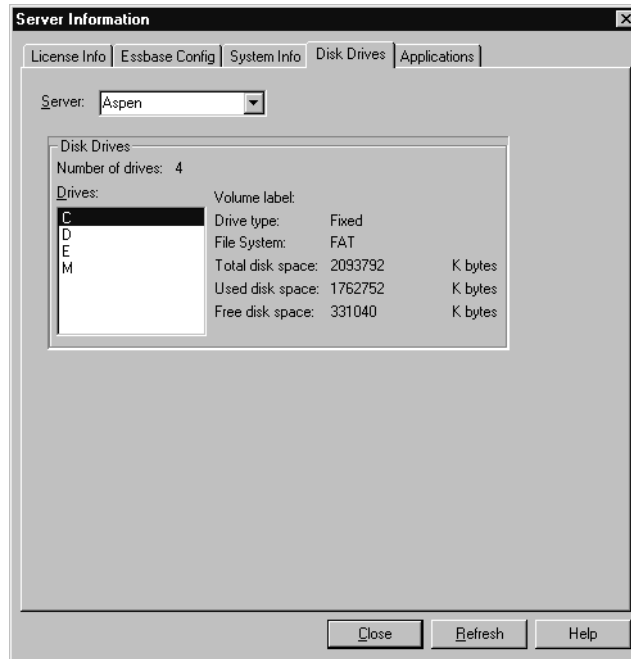 Server Information
License Info Essbase Config System Info Disk Drives Applications
Server: Aspen
Disk Drives
Number of drives: 4
Drives:
C
D
E
M
Volume label:
Drive type: Fixed
File System: FAT
Total disk space: 2093792 K bytes
Used disk space: 1762752 K bytes
Free disk space: 331040 K bytes
Close Refresh Help